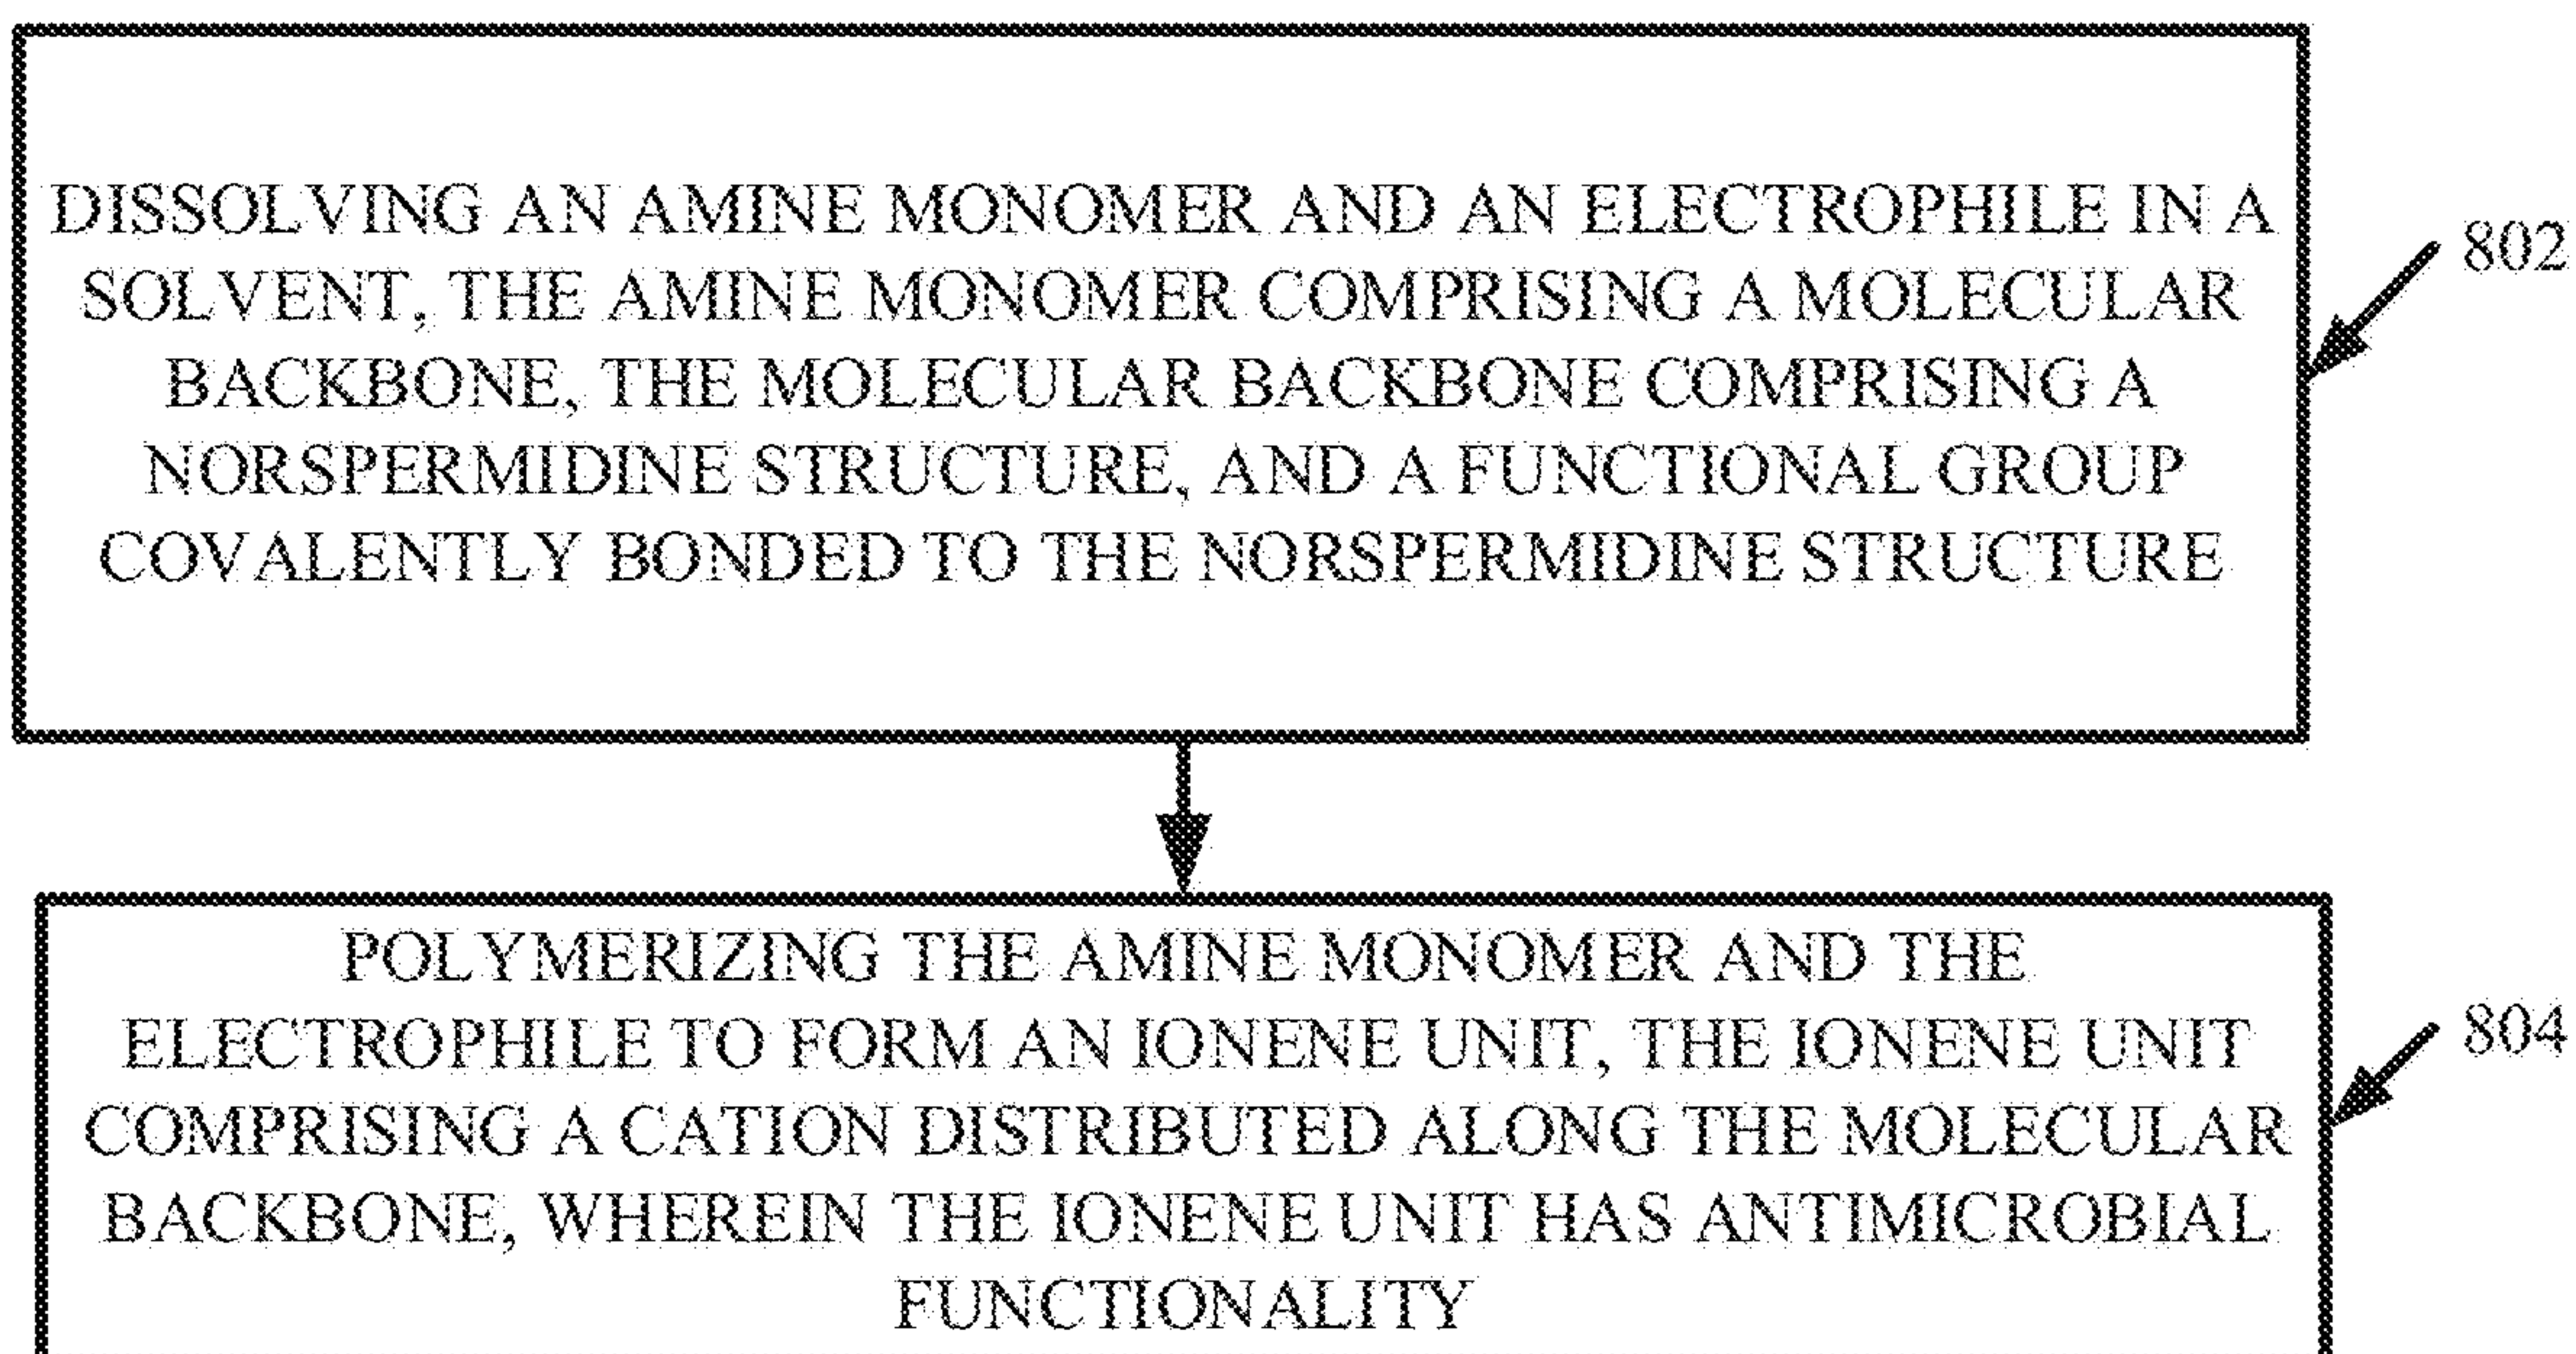 DISSOLVING AN AMINE MONOMER AND AN ELECTROPHILE IN A
SOLVENT, THE AMINE MONOMER COMPRISING A MOLECULAR
BACKBONE, THE MOLECULAR BACKBONE COMPRISING A
NORSPERMIDINE STRUCTURE, AND A FUNCTIONAL GROUP
COVALENTLY BONDED TO THE NORSPERMIDINE STRUCTURE
802
POLYMERIZING THE AMINE MONOMER AND THE
ELECTROPHILE TO FORM AN IONENE UNIT, THE IONENE UNIT
COMPRISING A CATION DISTRIBUTED ALONG THE MOLECULAR
BACKBONE, WHEREIN THE IONENE UNIT HAS ANTIMICROBIAL
FUNCTIONALITY
804